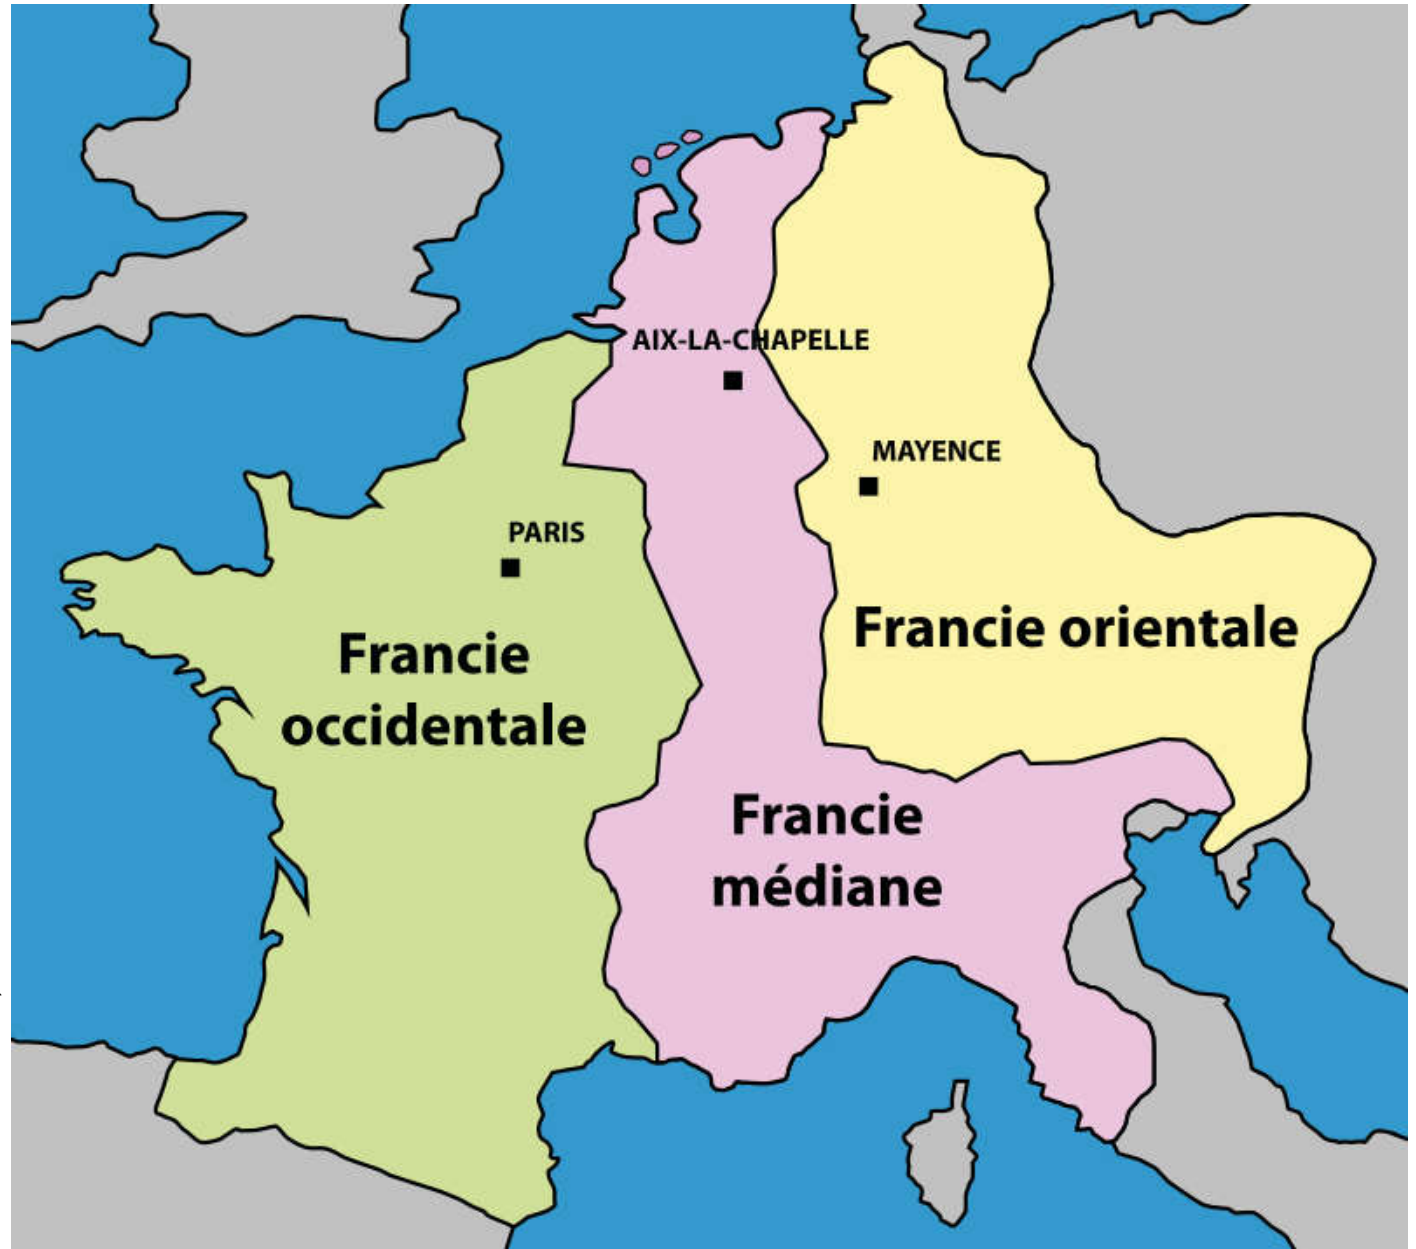 AIX-LA-CHAPELLE
MAYENCE
PARIS
Francie orientale
Francie
occidentale
Francie
médiane